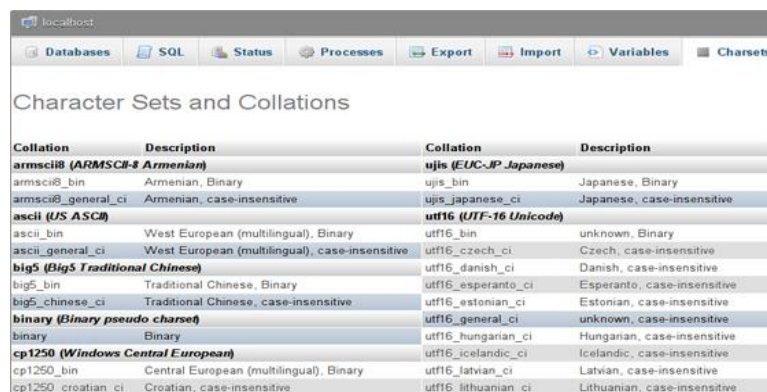 localhost
Databases SQL Status Processes Export Import Variables Charsets
Character Sets and Collations
Collation Description
armscii8 (ARMSCII-8 Armenian)
armscii8_bin Armenian, Binary
armscii8_general_ci Armenian, case-insensitive
ascii (US ASCII)
ascii_bin West European (multilingual), Binary
ascii_general_ci West European (multilingual), case-insensitive
big5 (Big5 Traditional Chinese)
big5_bin Traditional Chinese, Binary
big5_chinese_ci Traditional Chinese, case-insensitive
binary (Binary pseudo charset)
binary Binary
cp1250 (Windows Central European)
cp1250_bin Central European (multilingual), Binary
cp1250_croatian_ci Croatian, case-insensitive
Collation Description
ujis (EUC-JP Japanese)
ujis_bin Japanese, Binary
ujis_japanese_ci Japanese, case-insensitive
utf16 (UTF-16 Unicode)
utf16_bin unknown, Binary
utf16_czech_ci Czech, case-insensitive
utf16_danish_ci Danish, case-insensitive
utf16_esperanto_ci Esperanto, case-insensitive
utf16_estonian_ci Estonian, case-insensitive
utf16_general_ci unknown, case-insensitive
utf16_hungarian_ci Hungarian, case-insensitive
utf16_icelandic_ci Icelandic, case-insensitive
utf16_latvian_ci Latvian, case-insensitive
utf16_lithuanian_ci Lithuanian, case-insensitive